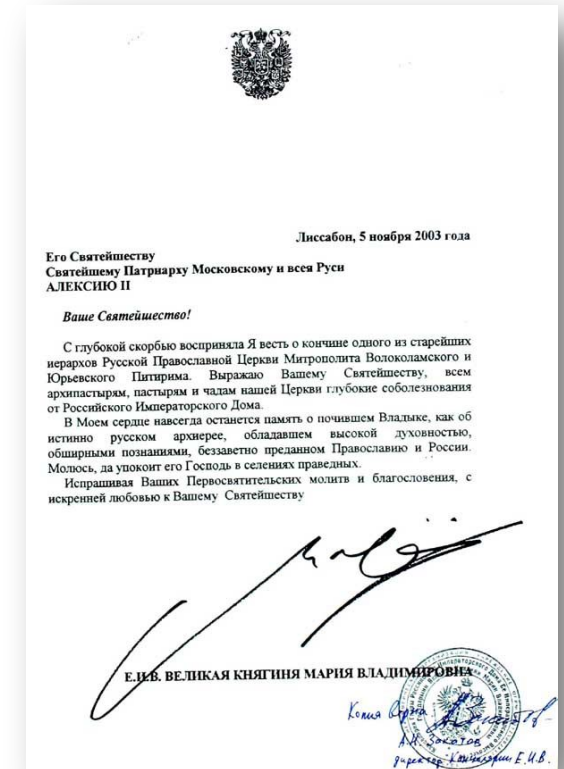 Лиссабон, 5 ноября 2003 года
Его Святейшеству
Святейшему Патриарху Московскому и всея Руси
АЛЕКСИЮ II
Ваше Святейшество!
С глубокой скорбью восприняла Я весть о кончине одного из старейших
иерархов Русской Православной Церкви Митрополита Волоколамского и
Юрьевского Питирима. Выражаю Вашему Святейшеству, всем
архипастырям, пастырям и чадам нашей Церкви глубокие соболезнования
от Российского Императорского Дома.
В Моем сердце навсегда останется память о почившем Владыке, как об
истинно русском архиерее, обладавшем высокой духовностью,
обширными познаниями, беззаветно преданном Православию и России.
Молюсь, да упокоит его Господь в селениях праведных.
Испрашивая Ваших Первосвятительских молитв и благословения, с
искренней любовью к Вашему Святейшеству
Е.И.В. ВЕЛИКАЯ КНЯГИНЯ МАРИЯ ВЛАДИМИРОВНА
Копия верна
А.Н. Закатов
директор Канцелярии Е.И.В.